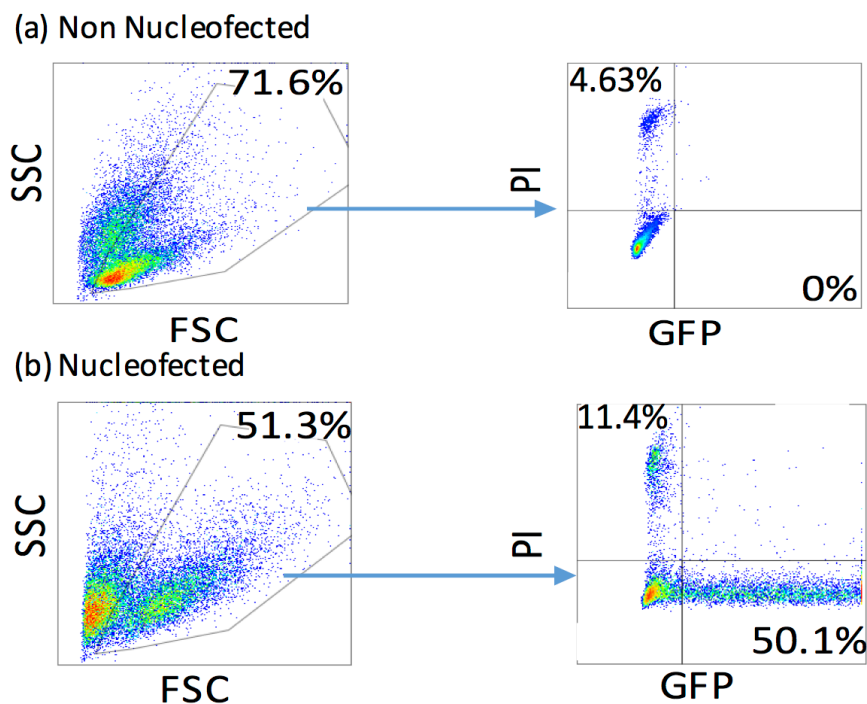 (a) Non Nucleofected
71.6%
SSC
FSC
4.63%
PI
0%
GFP
(b) Nucleofected
51.3%
SSC
FSC
11.4%
PI
50.1%
GFP